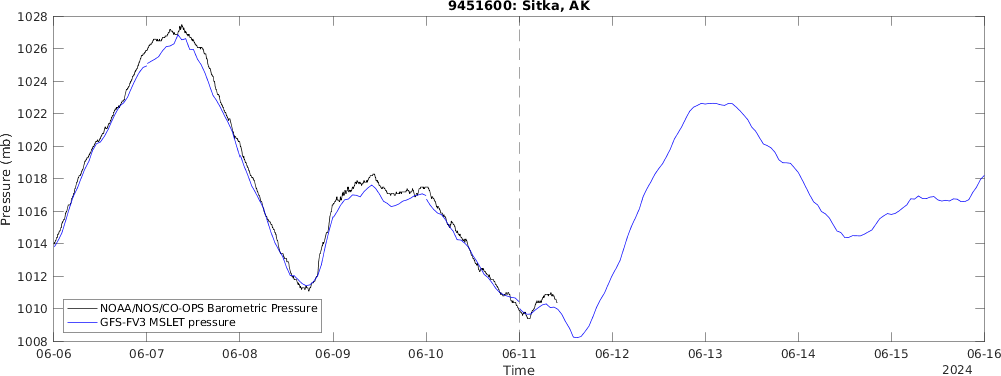 9451600: Sitka, AK
1028
1026
1024
1022
1020
1018
1016
1014
1012
1010
1008
Pressure (mb)
NOAA/NOS/CO-OPS Barometric Pressure
GFS-FV3 MSLET pressure
06-06 06-07 06-08 06-09 06-10 06-11 06-12 06-13 06-14 06-15 06-16
Time
2024